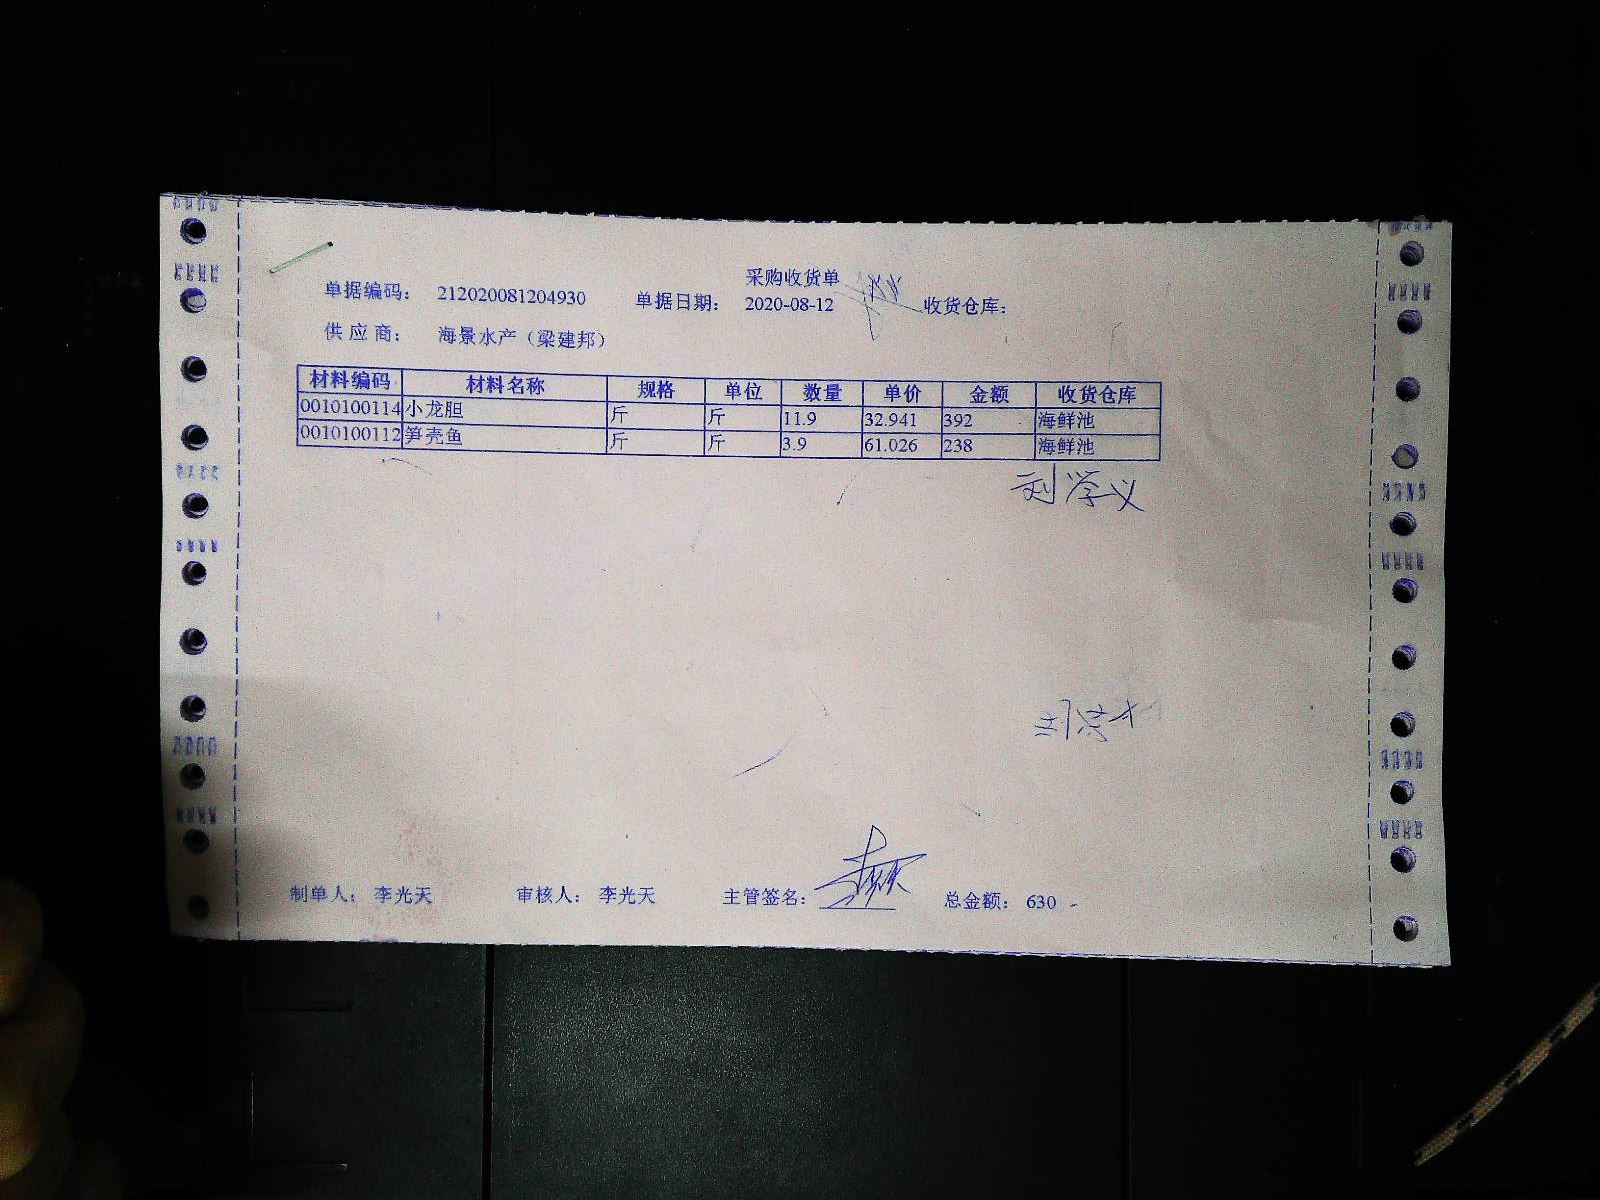 采购收货单
单据编码： 212020081204930 单据日期： 2020-08-12 收货仓库：
供应商： 海景水产（梁建邦）
材料编码 材料名称 规格 单位 数量 单价 金额 收货仓库
0010100114 小龙胆 斤 斤 11.9 32.941 392 海鲜池
0010100112 笋壳鱼 斤 斤 3.9 61.026 238 海鲜池
刘学义
制单人： 李光天 审核人： 李光天 主管签名： 总金额： 630